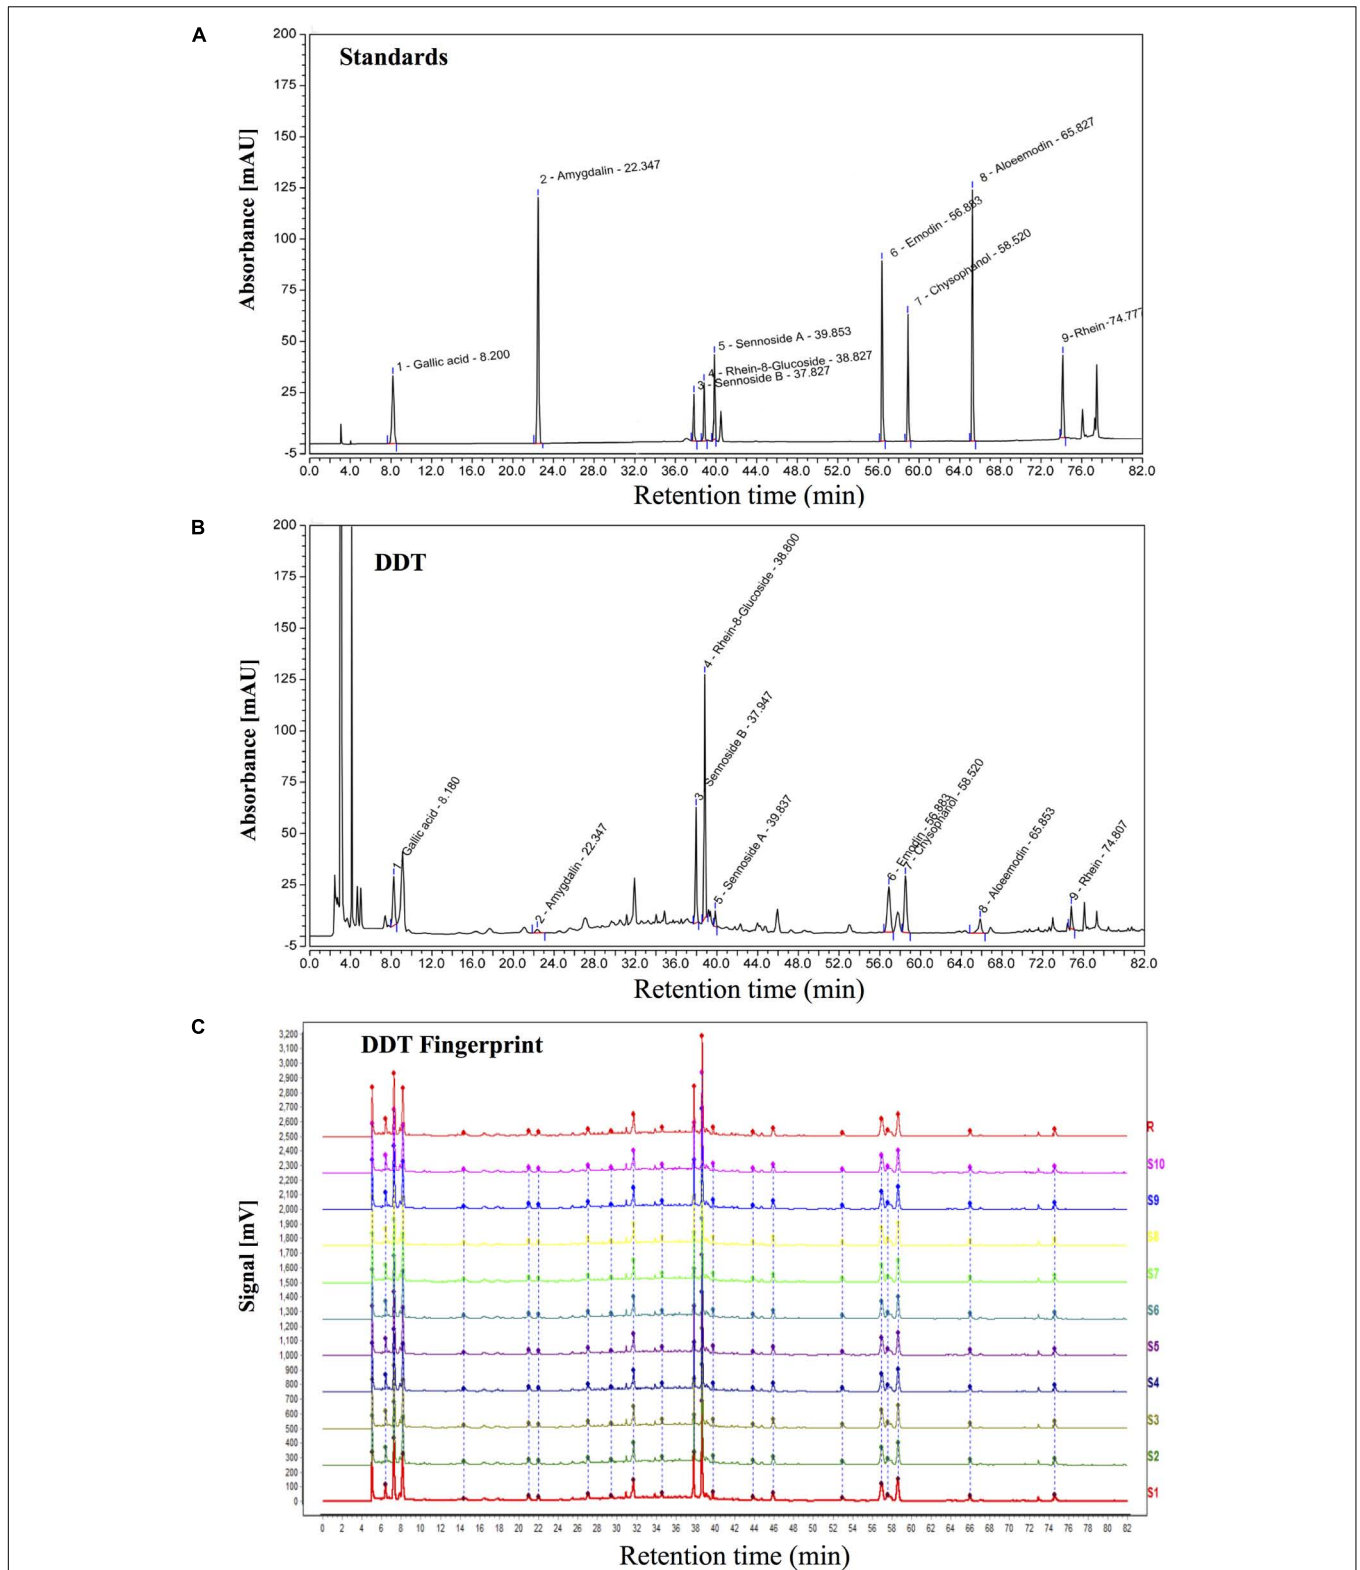 A
Standards
Absorbance [mAU]
200
175
150
125
100
75
50
25
-5
1 - Gallic acid - 8.200
2 - Amygdalin - 22.347
3 - Sennoside B - 37.827
4 - Rhein-8-Glucoside - 38.827
5 - Sennoside A - 39.853
6 - Emodin - 56.883
7 - Chysophanol - 58.520
8 - Aloeemodin - 65.827
9-Rhein-74.777
0.0 4.0 8.0 12.0 16.0 20.0 24.0 28.0 32.0 36.0 40.0 44.0 48.0 52.0 56.0 60.0 64.0 68.0 72.0 76.0 82.0
Retention time (min)
B
DDT
Absorbance [mAU]
200
175
150
125
100
75
50
25
-5
1 - Gallic acid - 8.180
2 - Amygdalin - 22.347
3 - Sennoside B - 37.947
4 - Rhein-8-Glucoside - 38.800
5 - Sennoside A - 39.837
6 - Emodin - 56.883
7 - Chysophanol - 58.520
8 - Aloeemodin - 65.853
9 - Rhein - 74.807
0.0 4.0 8.0 12.0 16.0 20.0 24.0 28.0 32.0 36.0 40.0 44.0 48.0 52.0 56.0 60.0 64.0 68.0 72.0 76.0 82.0
Retention time (min)
C
DDT Fingerprint
Signal [mV]
3,200
3,100
3,000
2,900
2,800
2,700
2,600
2,500
2,400
2,300
2,200
2,100
2,000
1,900
1,800
1,700
1,600
1,500
1,400
1,300
1,200
1,100
1,000
900
800
700
600
500
400
300
200
100
0
R
S10
S9
S8
S7
S6
S5
S4
S3
S2
S1
0 2 4 6 8 10 12 14 16 18 20 22 24 26 28 30 32 34 36 38 40 42 44 46 48 50 52 54 56 58 60 62 64 66 68 70 72 74 76 78 80 82
Retention time (min)